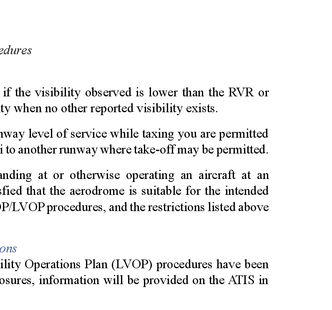 edures
if the visibility observed is lower than the RVR or
ty when no other reported visibility exists.
nway level of service while taxing you are permitted
i to another runway where take-off may be permitted.
anding at or otherwise operating an aircraft at an
sfied that the aerodrome is suitable for the intended
OP/LVOP procedures, and the restrictions listed above
ons
ility Operations Plan (LVOP) procedures have been
osures, information will be provided on the ATIS in